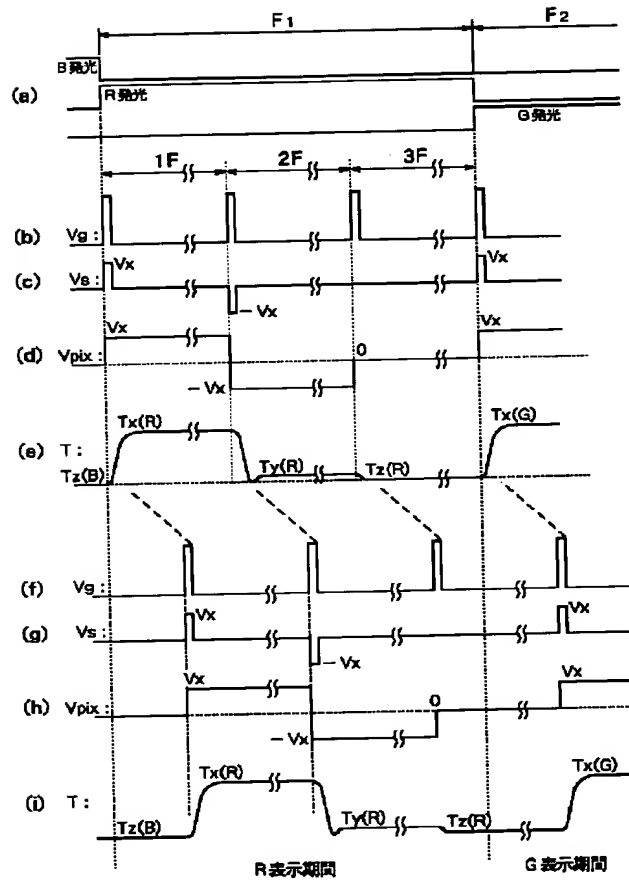 F1 F2
B発光
(a) R発光
G発光
1F 2F 3F
(b) Vg :
(c) Vs : Vx Vx
－Vx
(d) Vpix: Vx 0
－Vx
(e) T : Tx(R) Tx(G)
Tz(B) Ty(R) Tz(R)
(f) Vg :
(g) Vs : Vx Vx
－Vx
(h) Vpix: Vx 0 Vx
－Vx
(i) T : Tx(R) Tx(G)
Tz(B) Ty(R) Tz(R)
R表示期間 G表示期間